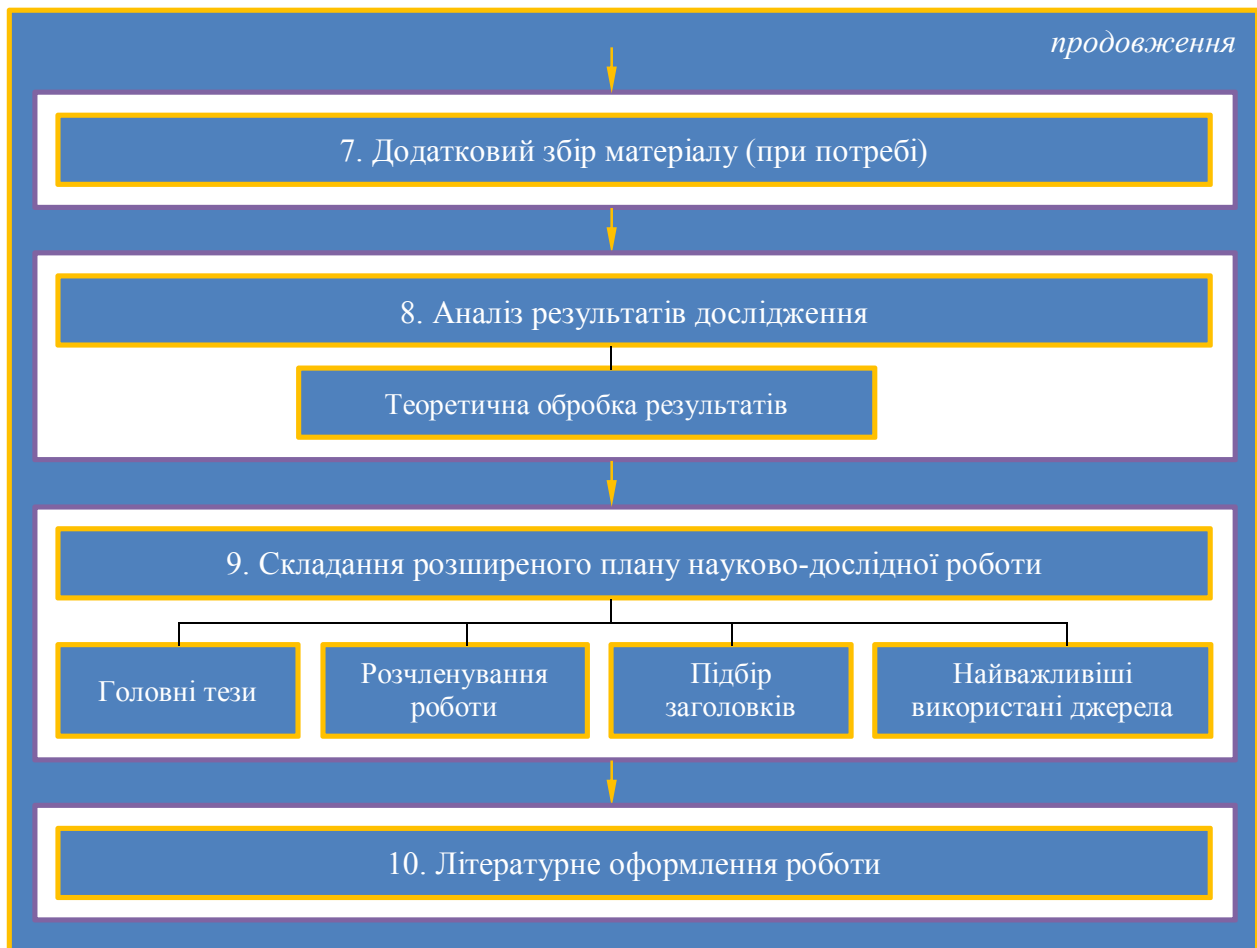 продовження
7. Додатковий збір матеріалу (при потребі)
8. Аналіз результатів дослідження
Теоретична обробка результатів
9. Складання розширеного плану науково-дослідної роботи
Головні тези
Розчленування
роботи
Підбір
заголовків
Найважливіші
використані джерела
10. Літературне оформлення роботи